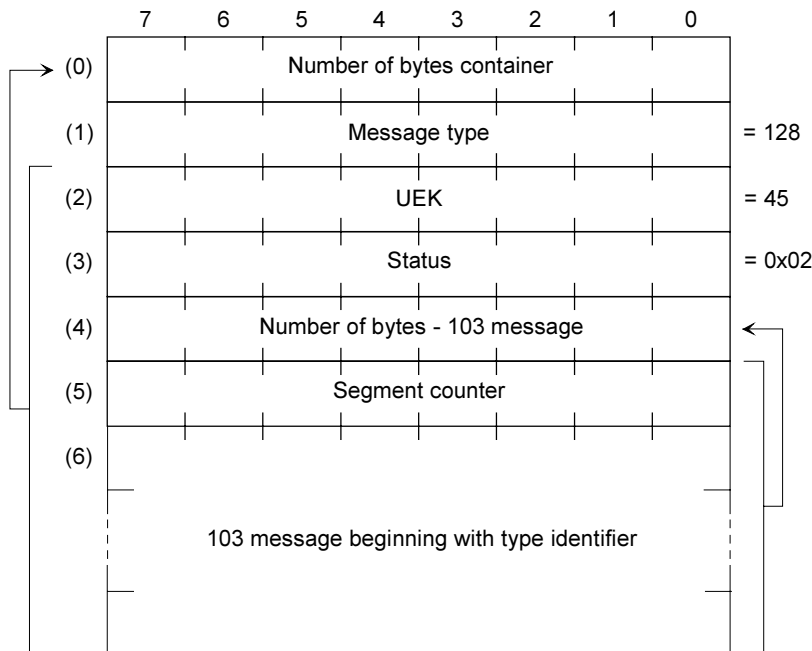 7 6 5 4 3 2 1 0
(0) Number of bytes container
(1) Message type = 128
(2) UEK = 45
(3) Status = 0x02
(4) Number of bytes - 103 message
(5) Segment counter
(6)
103 message beginning with type identifier